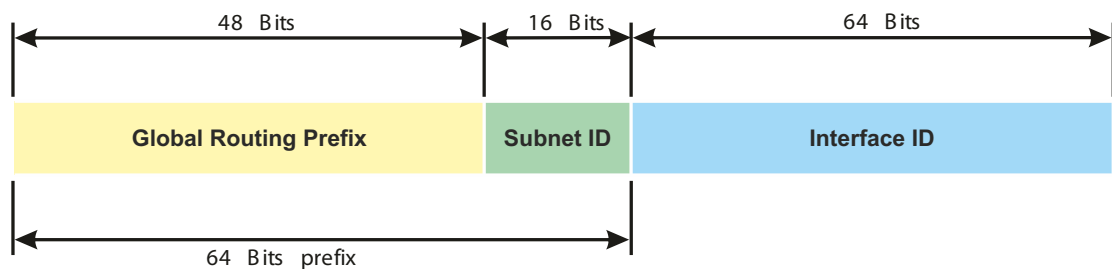 48 Bits
16 Bits
64 Bits
Global Routing Prefix
Subnet ID
Interface ID
64 Bits prefix